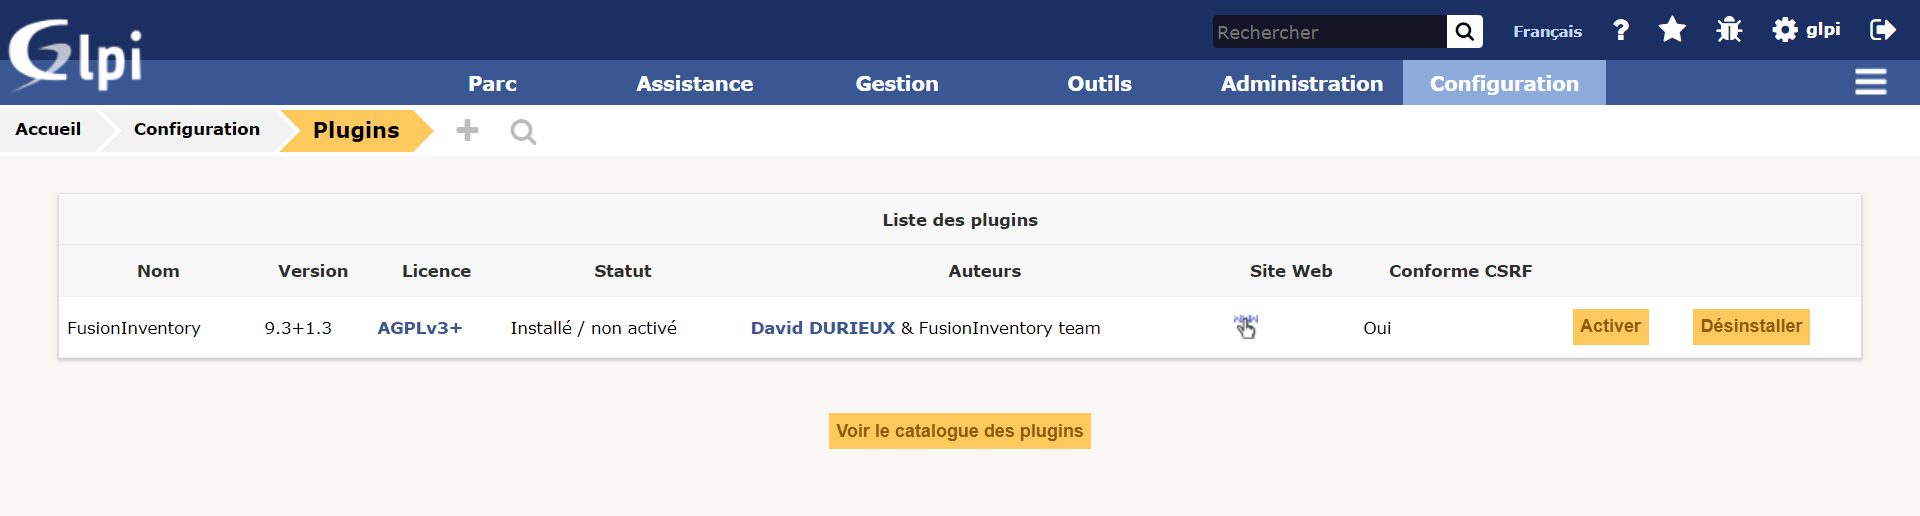 Glpi
Rechercher Français ? glpi
Parc Assistance Gestion Outils Administration Configuration
Accueil Configuration Plugins
Liste des plugins
Nom Version Licence Statut Auteurs Site Web Conforme CSRF
FusionInventory 9.3+1.3 AGPLv3+ Installé / non activé David DURIEUX & FusionInventory team Oui Activer Désinstaller
Voir le catalogue des plugins